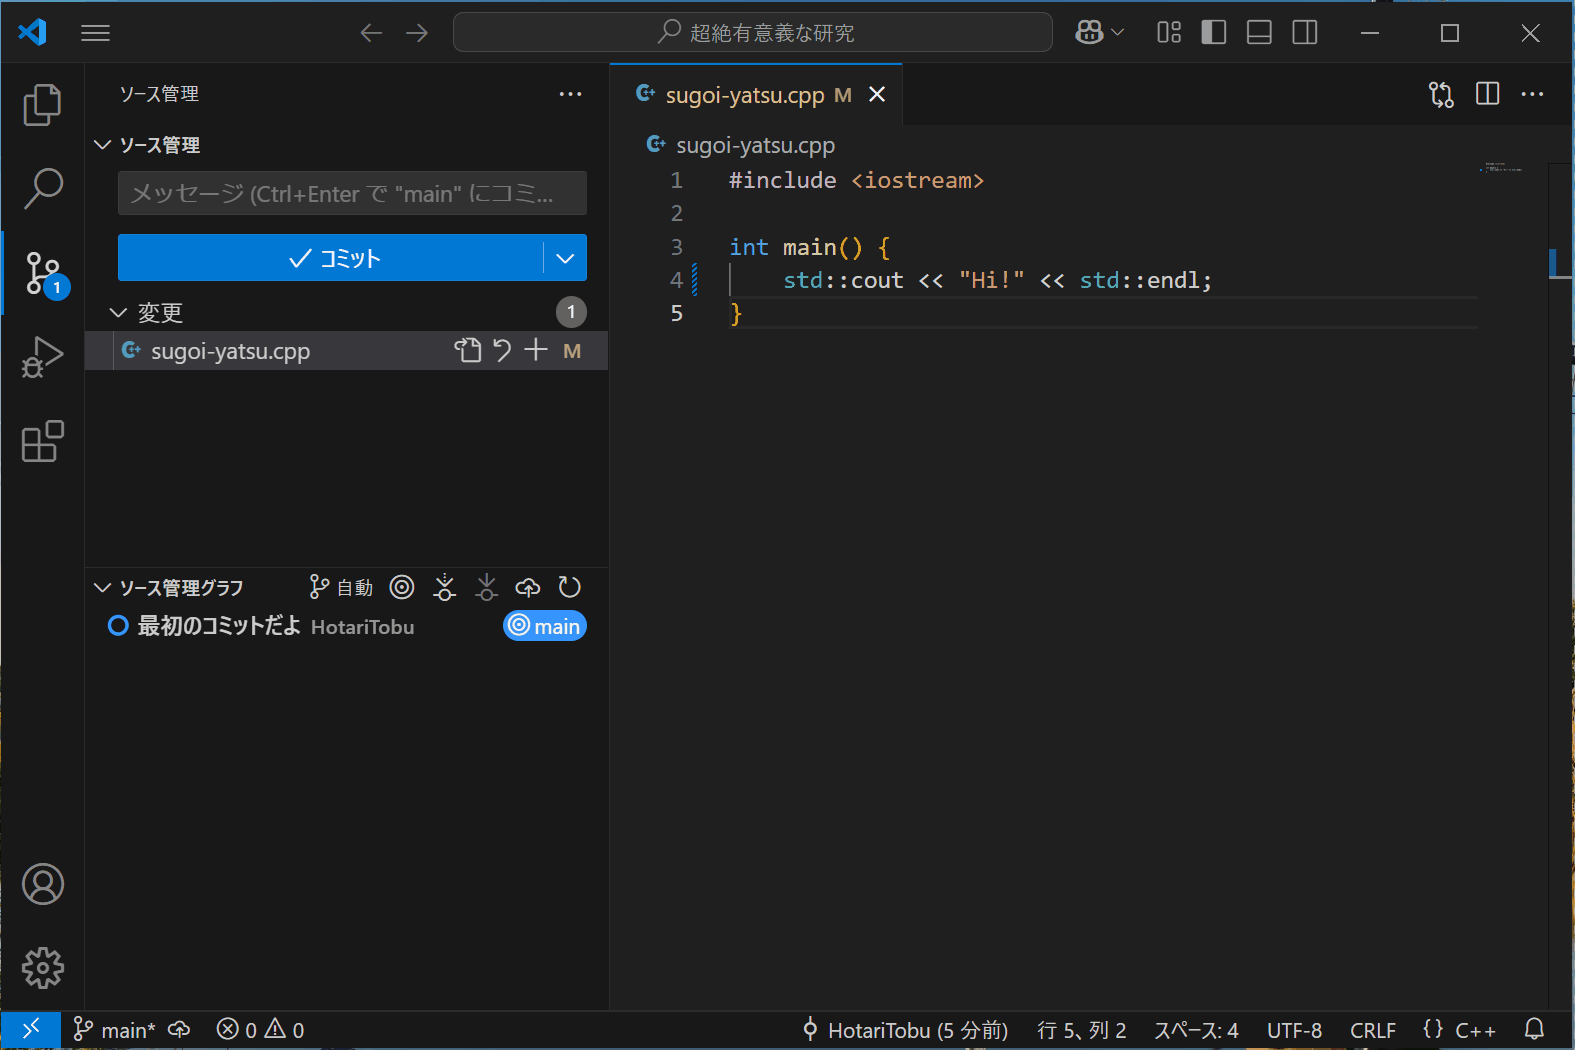 超絶有意義な研究
ソース管理
ソース管理
メッセージ (Ctrl+Enter で "main" にコミ...
コミット
1
変更 1
sugoi-yatsu.cpp M
ソース管理グラフ 自動
最初のコミットだよ HotariTobu main
sugoi-yatsu.cpp M
sugoi-yatsu.cpp
1 #include <iostream>
2
3 int main() {
4 std::cout << "Hi!" << std::endl;
5 }
main* 0 0 HotariTobu (5 分前) 行 5、列 2 スペース: 4 UTF-8 CRLF {} C++